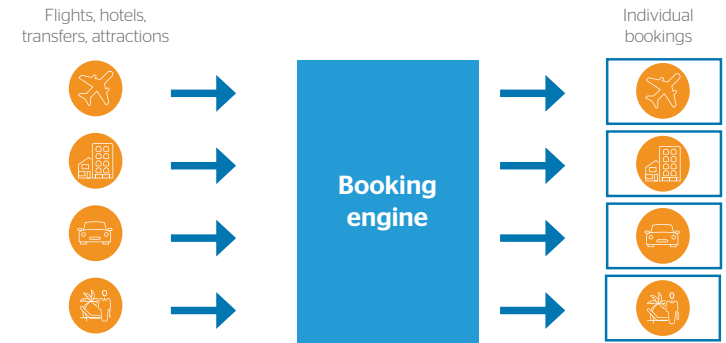 Flights, hotels,
transfers, attractions
Individual
bookings
Booking
engine